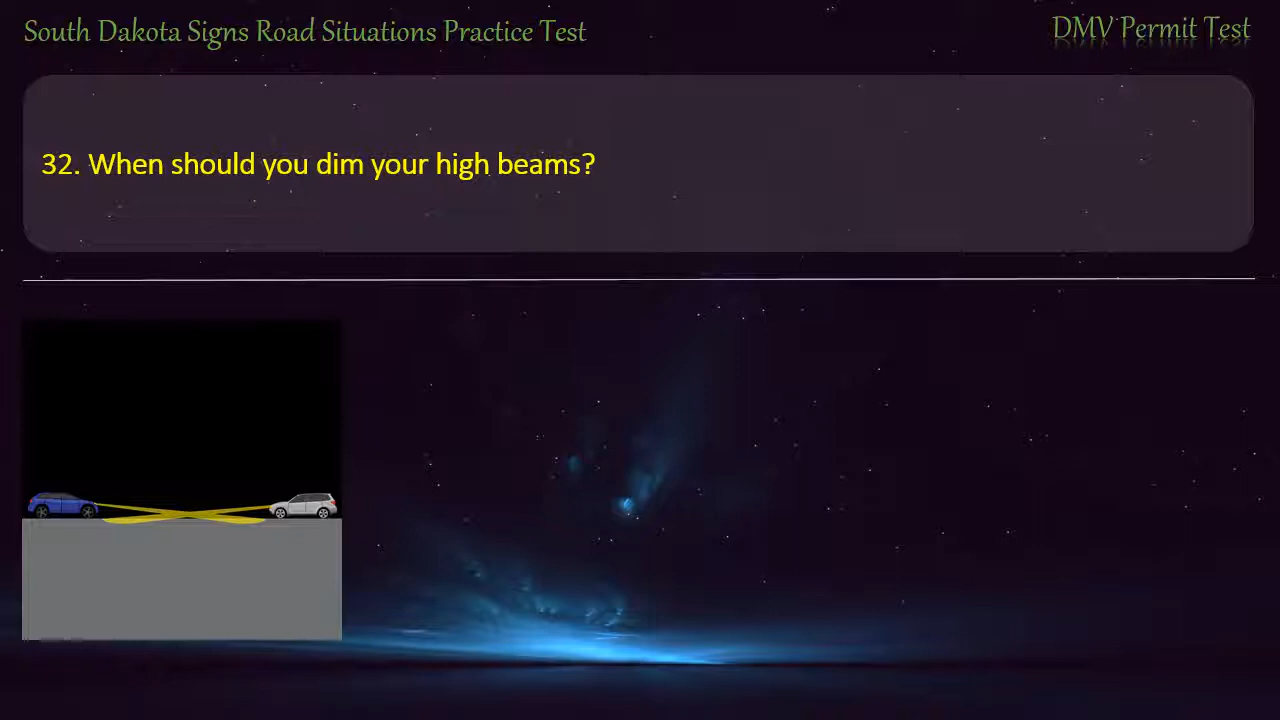 South Dakota Signs Road Situations Practice Test
DMV Permit Test
32. When should you dim your high beams?